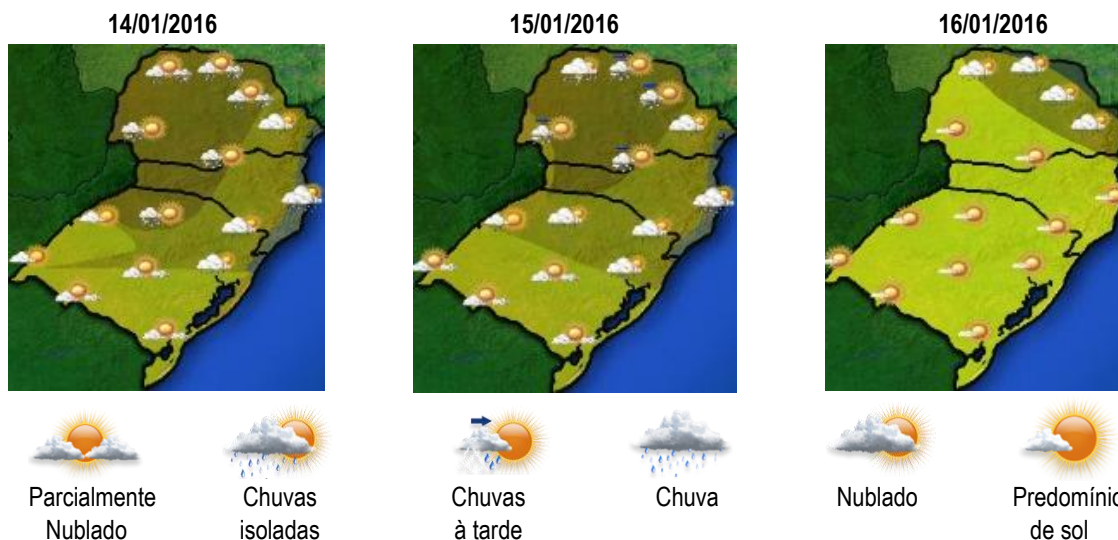 14/01/2016
15/01/2016
16/01/2016
Parcialmente
Nublado
Chuvas
isoladas
Chuvas
à tarde
Chuva
Nublado
Predomínio
de sol